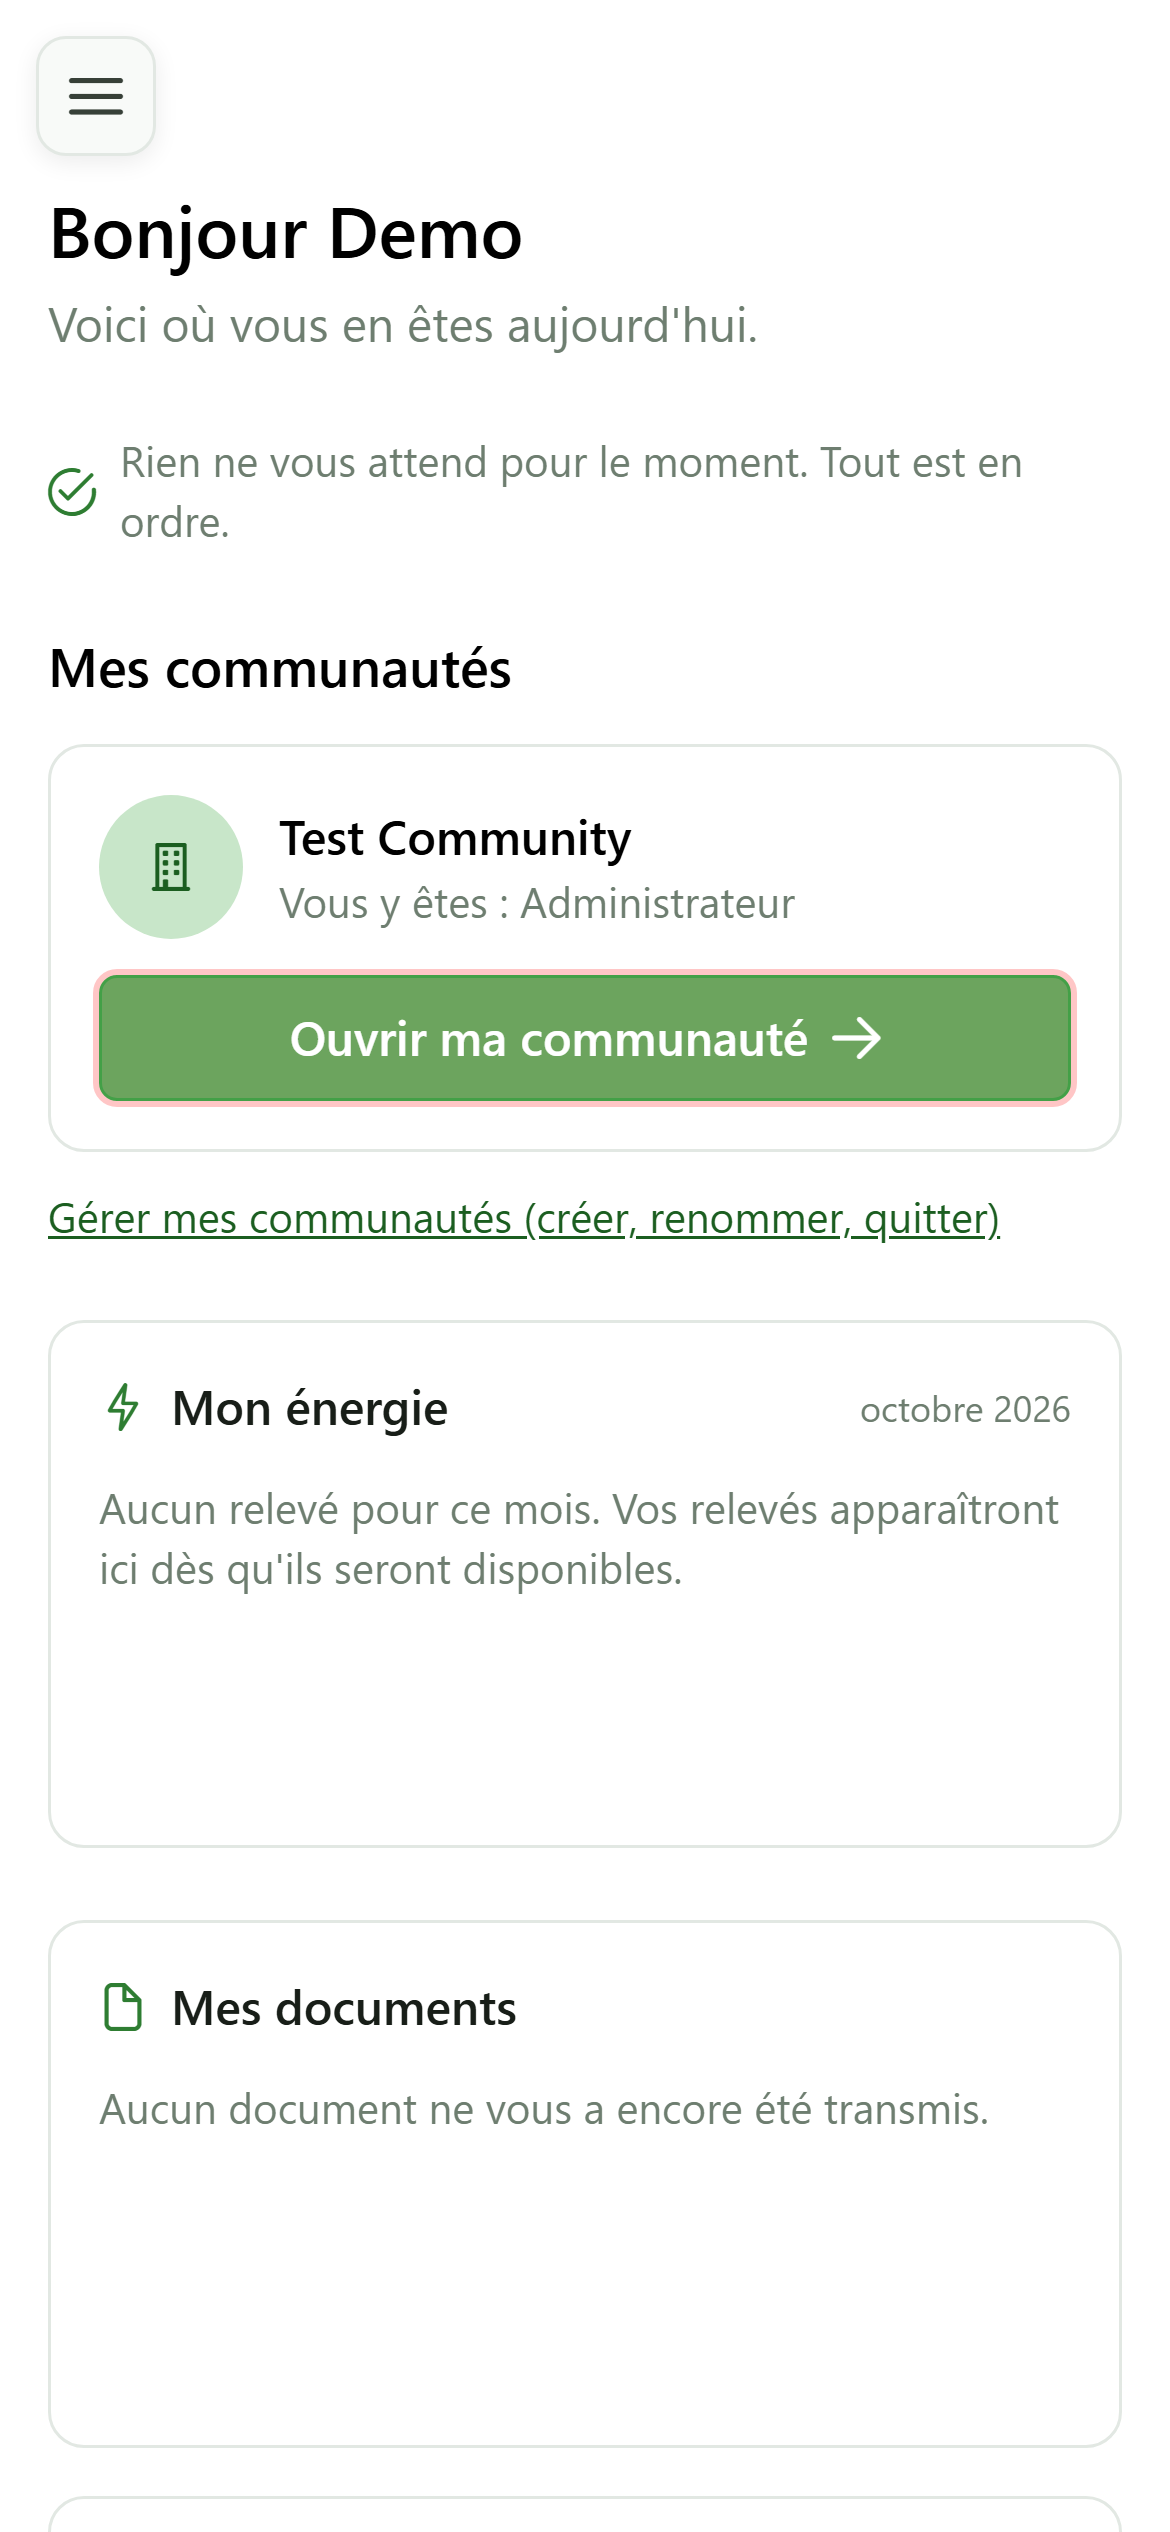 Bonjour Demo
Voici où vous en êtes aujourd'hui.
Rien ne vous attend pour le moment. Tout est en
ordre.
Mes communautés
Test Community
Vous y êtes : Administrateur
Ouvrir ma communauté
Gérer mes communautés (créer, renommer, quitter)
Mon énergie
octobre 2026
Aucun relevé pour ce mois. Vos relevés apparaîtront
ici dès qu'ils seront disponibles.
Mes documents
Aucun document ne vous a encore été transmis.